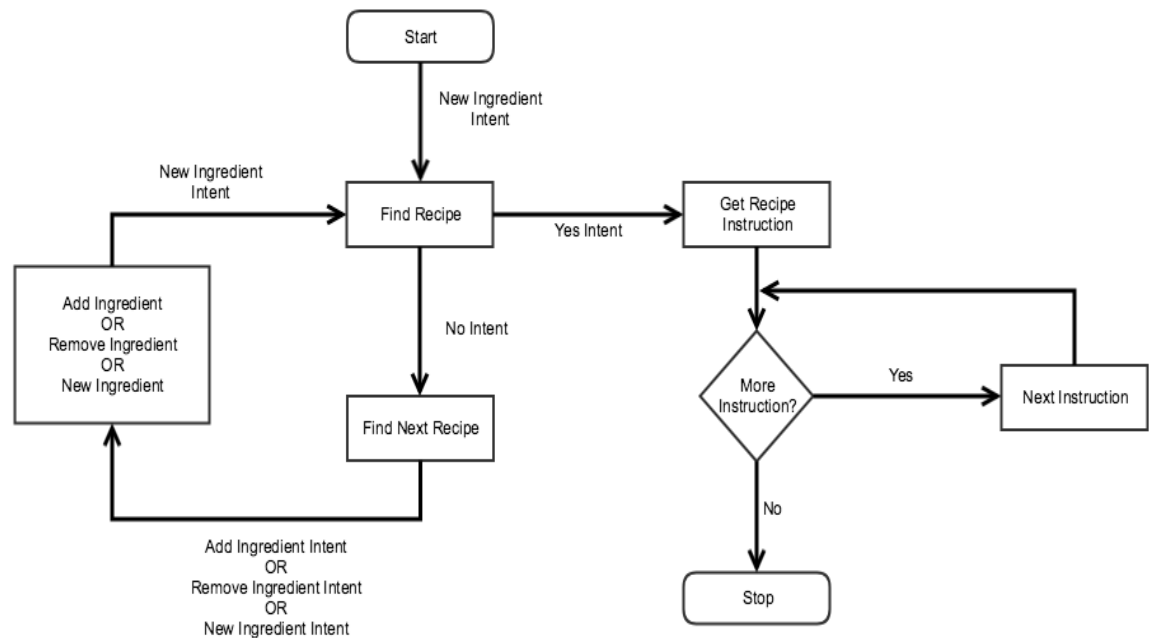 Start
New Ingredient
Intent
New Ingredient
Intent
Find Recipe
Yes Intent
Get Recipe
Instruction
Add Ingredient
OR
Remove Ingredient
OR
New Ingredient
No Intent
Find Next Recipe
More
Instruction?
Yes
Next Instruction
No
Add Ingredient Intent
OR
Remove Ingredient Intent
OR
New Ingredient Intent
Stop